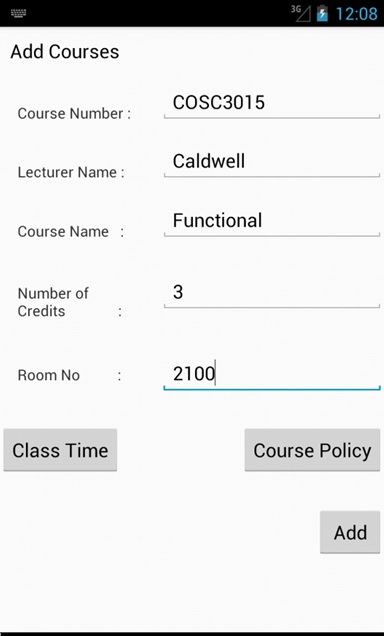 3G 12:08
Add Courses
Course Number : COSC3015
Lecturer Name : Caldwell
Course Name : Functional
Number of
Credits : 3
Room No : 2100
Class Time Course Policy
Add